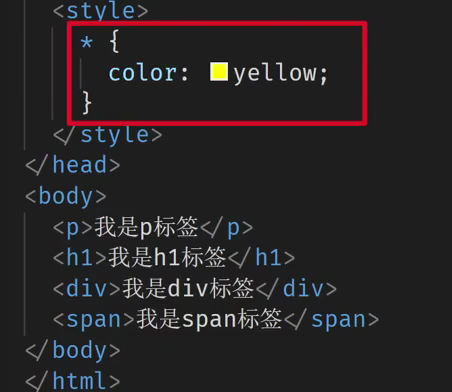 <style>
* {
color: yellow;
}
</style>
</head>
<body>
<p>我是p标签</p>
<h1>我是h1标签</h1>
<div>我是div标签</div>
<span>我是span标签</span>
</body>
</html>